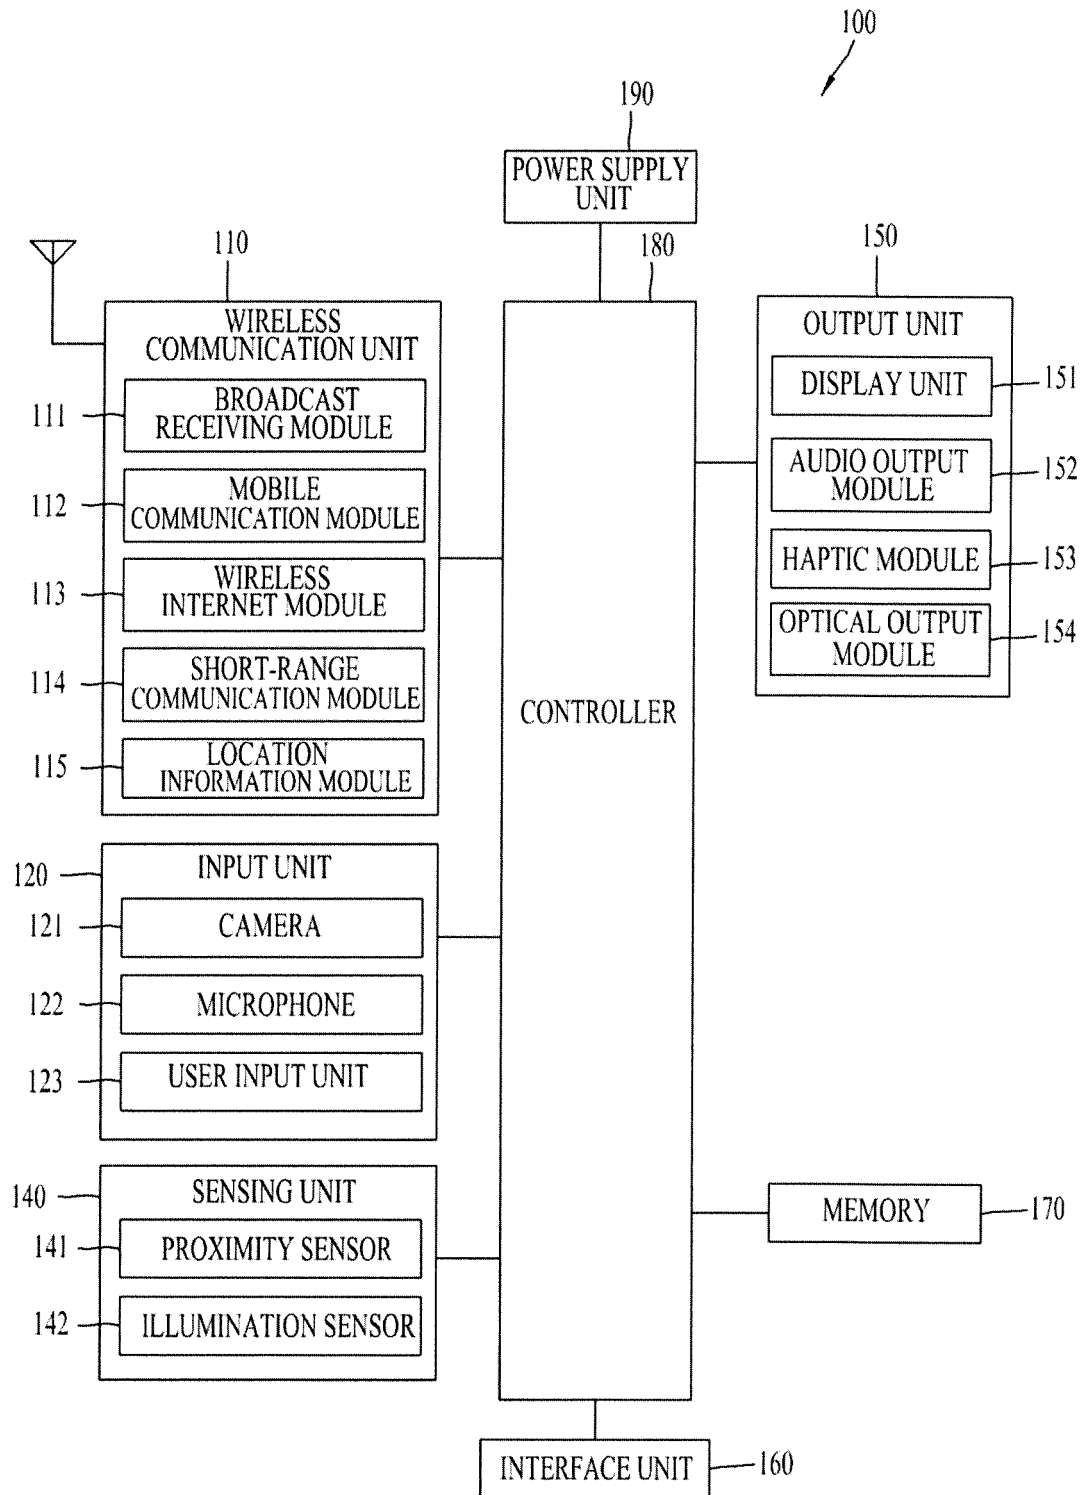 100
190
POWER SUPPLY
UNIT
110
180
150
WIRELESS
COMMUNICATION UNIT
111
BROADCAST
RECEIVING MODULE
112
MOBILE
COMMUNICATION MODULE
113
WIRELESS
INTERNET MODULE
114
SHORT-RANGE
COMMUNICATION MODULE
115
LOCATION
INFORMATION MODULE
120
INPUT UNIT
121
CAMERA
122
MICROPHONE
123
USER INPUT UNIT
140
SENSING UNIT
141
PROXIMITY SENSOR
142
ILLUMINATION SENSOR
CONTROLLER
OUTPUT UNIT
DISPLAY UNIT
151
AUDIO OUTPUT
MODULE
152
HAPTIC MODULE
153
OPTICAL OUTPUT
MODULE
154
MEMORY
170
INTERFACE UNIT
160